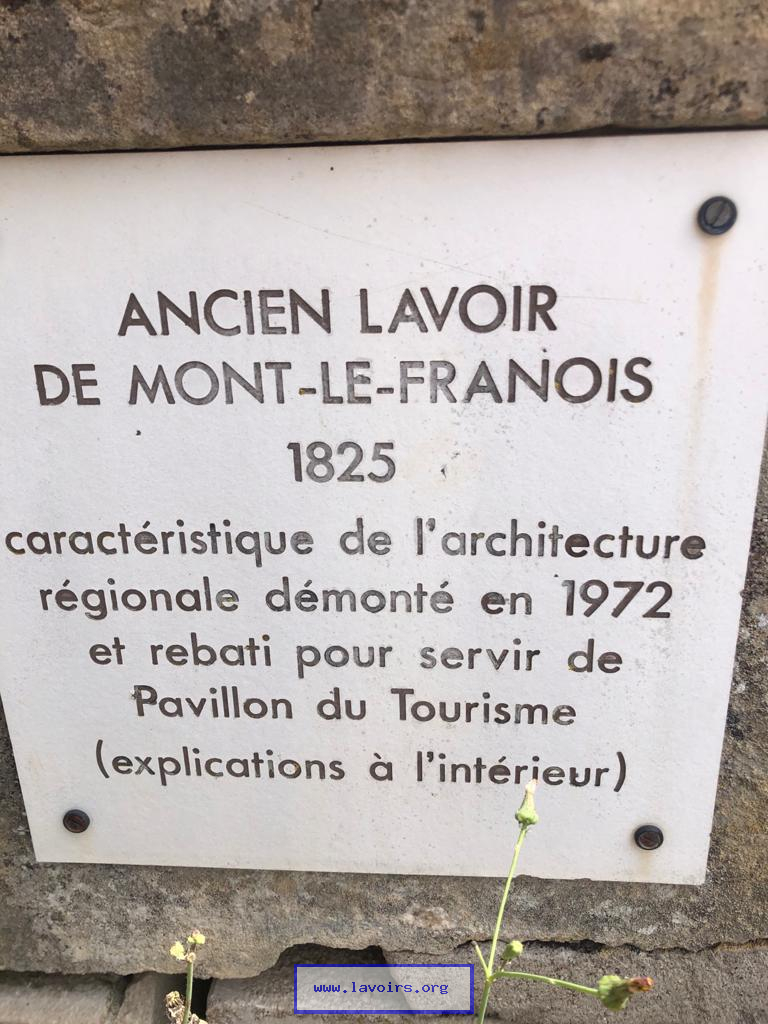 ANCIEN LAVOIR
DE MONT-LE-FRANOIS
1825
caractéristique de l'architecture
régionale démonté en 1972
et rebati pour servir de
Pavillon du Tourisme
(explications à l'intérieur)
www.lavoirs.org